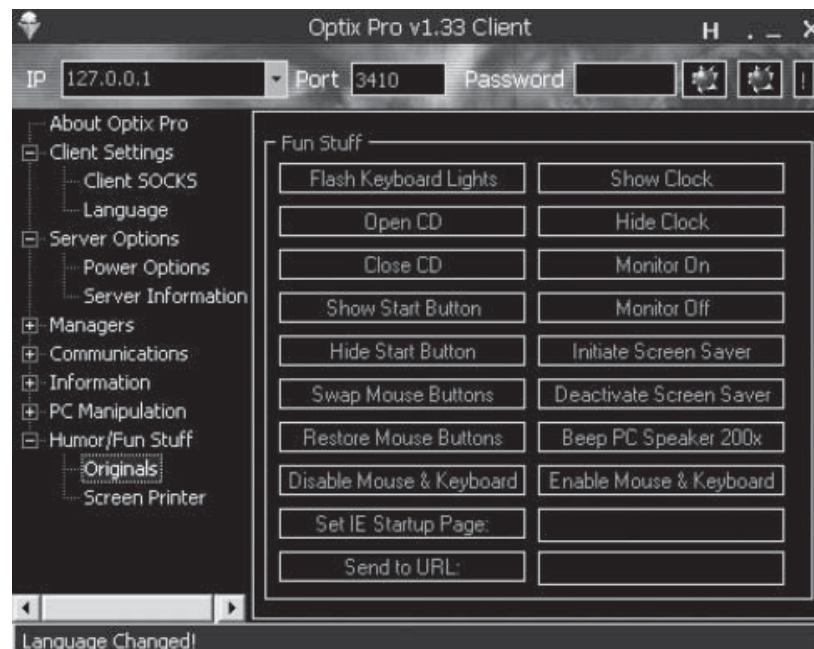 Optix Pro v1.33 Client
H . _ X
IP 127.0.0.1 Port 3410 Password !
About Optix Pro
Client Settings
Client SOCKS
Language
Server Options
Power Options
Server Information
Managers
Communications
Information
PC Manipulation
Humor/Fun Stuff
Originals
Screen Printer
Fun Stuff
Flash Keyboard Lights Show Clock
Open CD Hide Clock
Close CD Monitor On
Show Start Button Monitor Off
Hide Start Button Initiate Screen Saver
Swap Mouse Buttons Deactivate Screen Saver
Restore Mouse Buttons Beep PC Speaker 200x
Disable Mouse & Keyboard Enable Mouse & Keyboard
Set IE Startup Page:
Send to URL:
Language Changed!